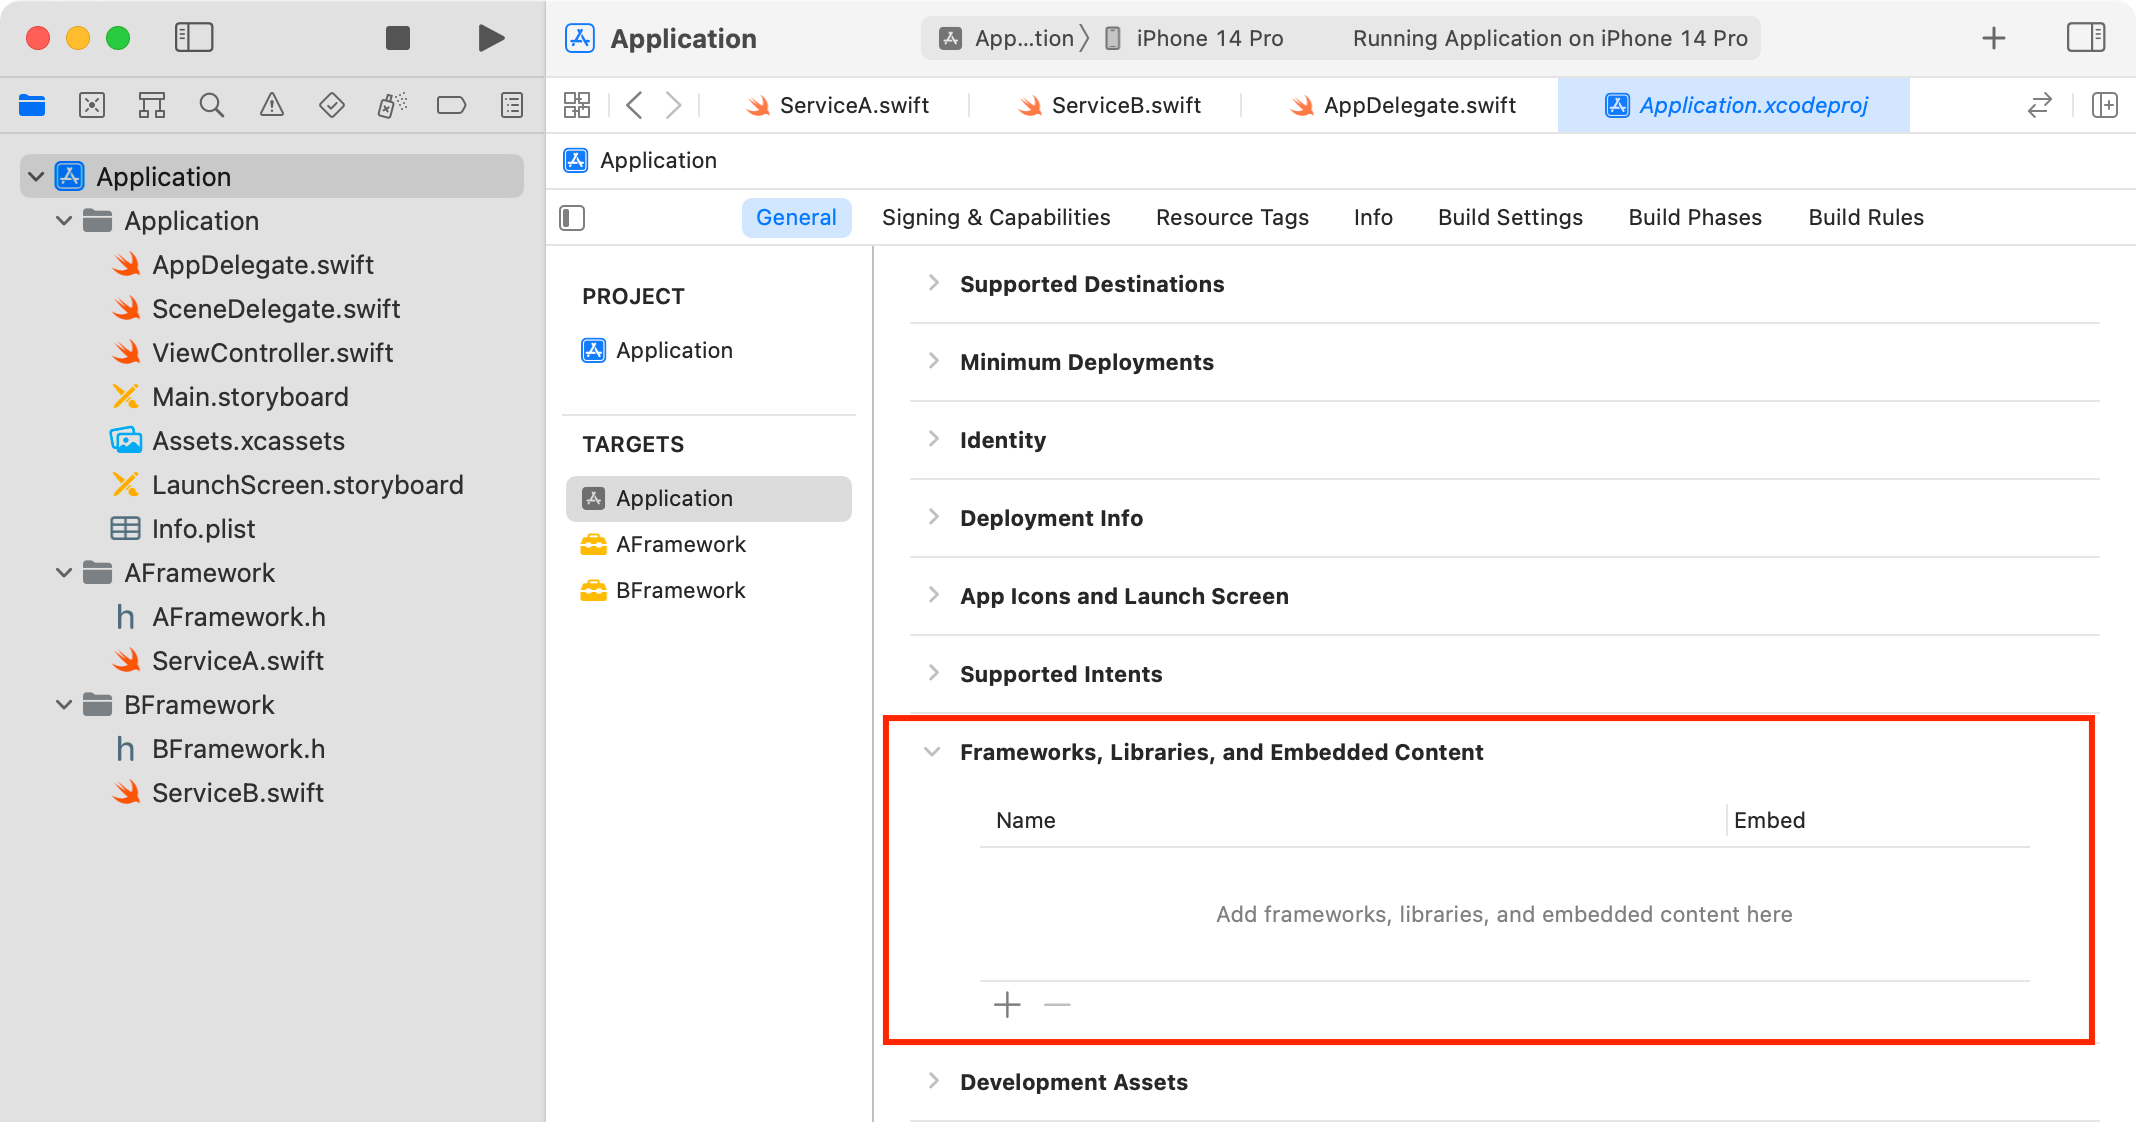 Application
App...tion
iPhone 14 Pro
Running Application on iPhone 14 Pro
ServiceA.swift
ServiceB.swift
AppDelegate.swift
Application.xcodeproj
Application
Application
AppDelegate.swift
SceneDelegate.swift
ViewController.swift
Main.storyboard
Assets.xcassets
LaunchScreen.storyboard
Info.plist
AFramework
h AFramework.h
ServiceA.swift
BFramework
h BFramework.h
ServiceB.swift
Application
General
Signing & Capabilities
Resource Tags
Info
Build Settings
Build Phases
Build Rules
PROJECT
Application
TARGETS
Application
AFramework
BFramework
Supported Destinations
Minimum Deployments
Identity
Deployment Info
App Icons and Launch Screen
Supported Intents
Frameworks, Libraries, and Embedded Content
Name
Embed
Add frameworks, libraries, and embedded content here
Development Assets